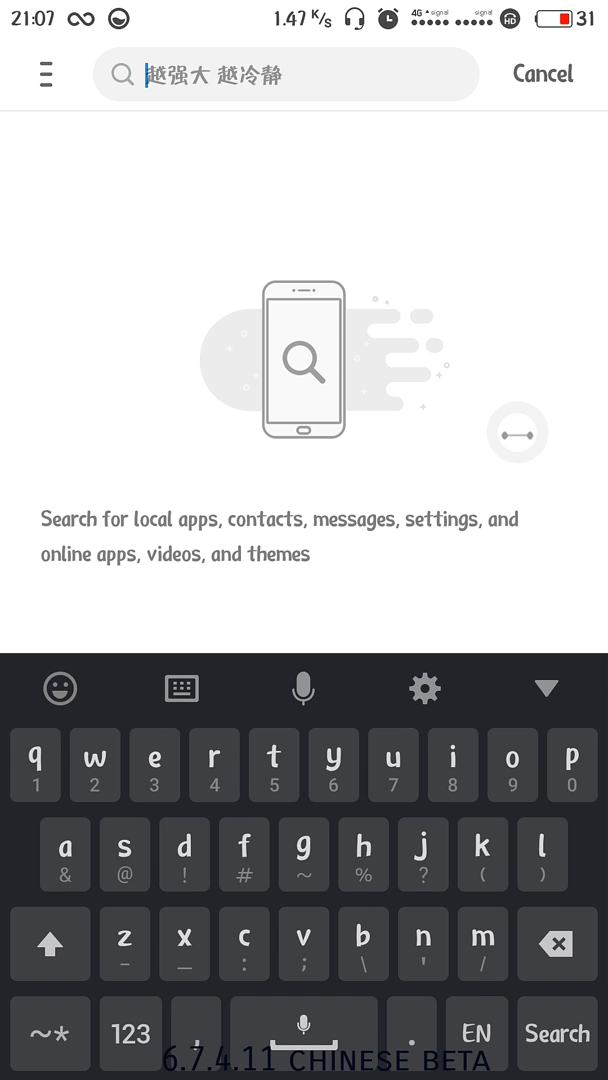 21:07 1.47 K/s 4G signal signal HD 31
越强大 越冷静 Cancel
Search for local apps, contacts, messages, settings, and
online apps, videos, and themes
q w e r t y u i o p
1 2 3 4 5 6 7 8 9 0
a s d f g h j k l
& @ ! # ~ % ? ( )
z x c v b n m
- _ : ; \ ' /
~* 123 , . EN Search
6.7.4.11 CHINESE BETA